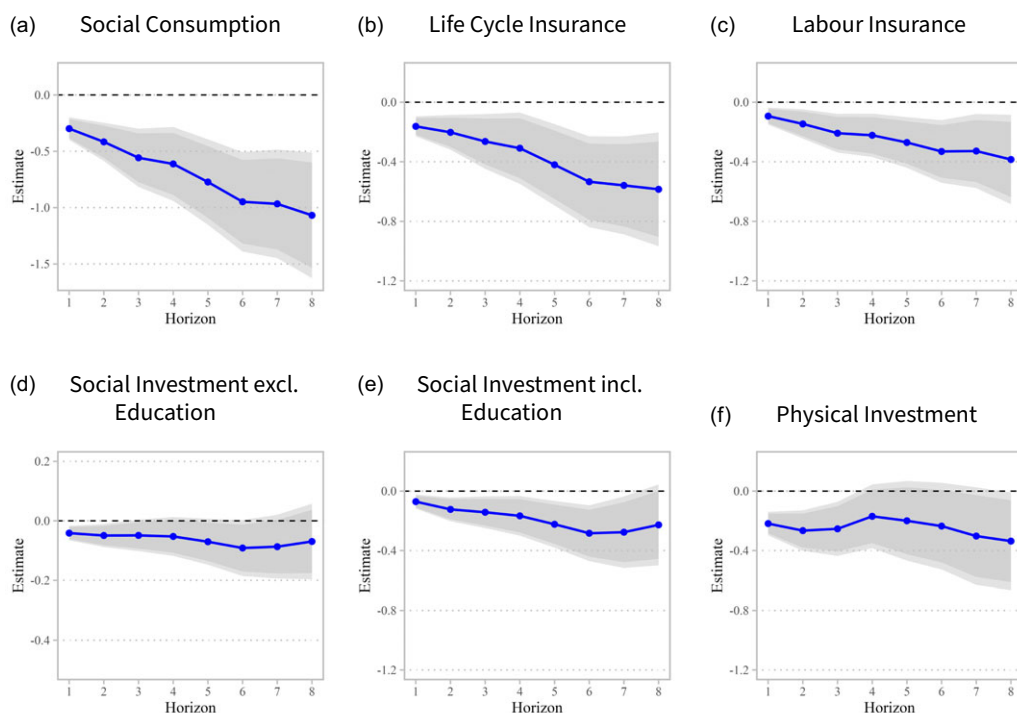 (a) Social Consumption
(b) Life Cycle Insurance
(c) Labour Insurance
0.0
-0.5
-1.0
-1.5
Estimate
1 2 3 4 5 6 7 8
Horizon
0.0
-0.4
-0.8
-1.2
Estimate
1 2 3 4 5 6 7 8
Horizon
0.0
-0.4
-0.8
-1.2
Estimate
1 2 3 4 5 6 7 8
Horizon
(d) Social Investment excl.
Education
(e) Social Investment incl.
Education
(f) Physical Investment
0.2
0.0
-0.2
-0.4
Estimate
1 2 3 4 5 6 7 8
Horizon
0.0
-0.4
-0.8
-1.2
Estimate
1 2 3 4 5 6 7 8
Horizon
0.0
-0.4
-0.8
-1.2
Estimate
1 2 3 4 5 6 7 8
Horizon